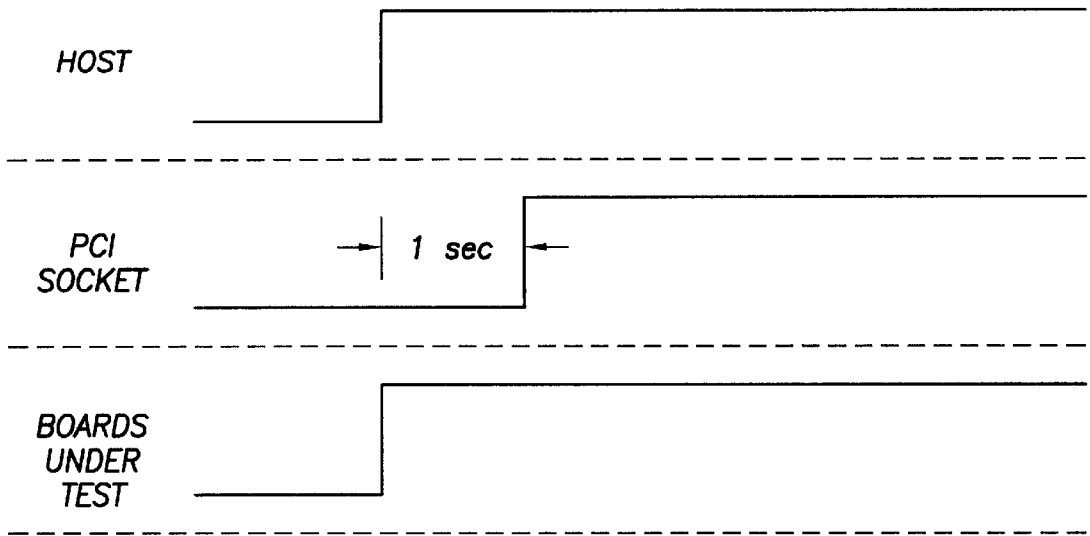 HOST
PCI
SOCKET
1 sec
BOARDS
UNDER
TEST